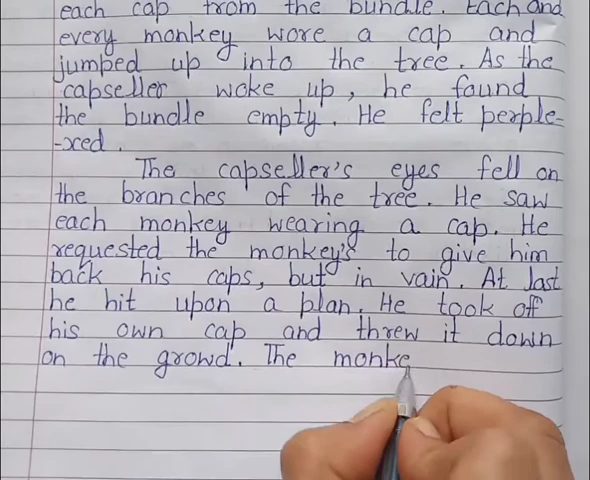 each cap from the bundle. Each and
every monkey wore a cap and
jumped up into the tree. As the
capseller woke up, he found
the bundle empty. He felt perple-
-xed.
The capseller's eyes fell on
the branches of the tree. He saw
each monkey wearing a cap. He
requested the monkey's to give him
back his caps, but in vain. At last
he hit upon a plan. He took off
his own cap and threw it down
on the growd. The monke